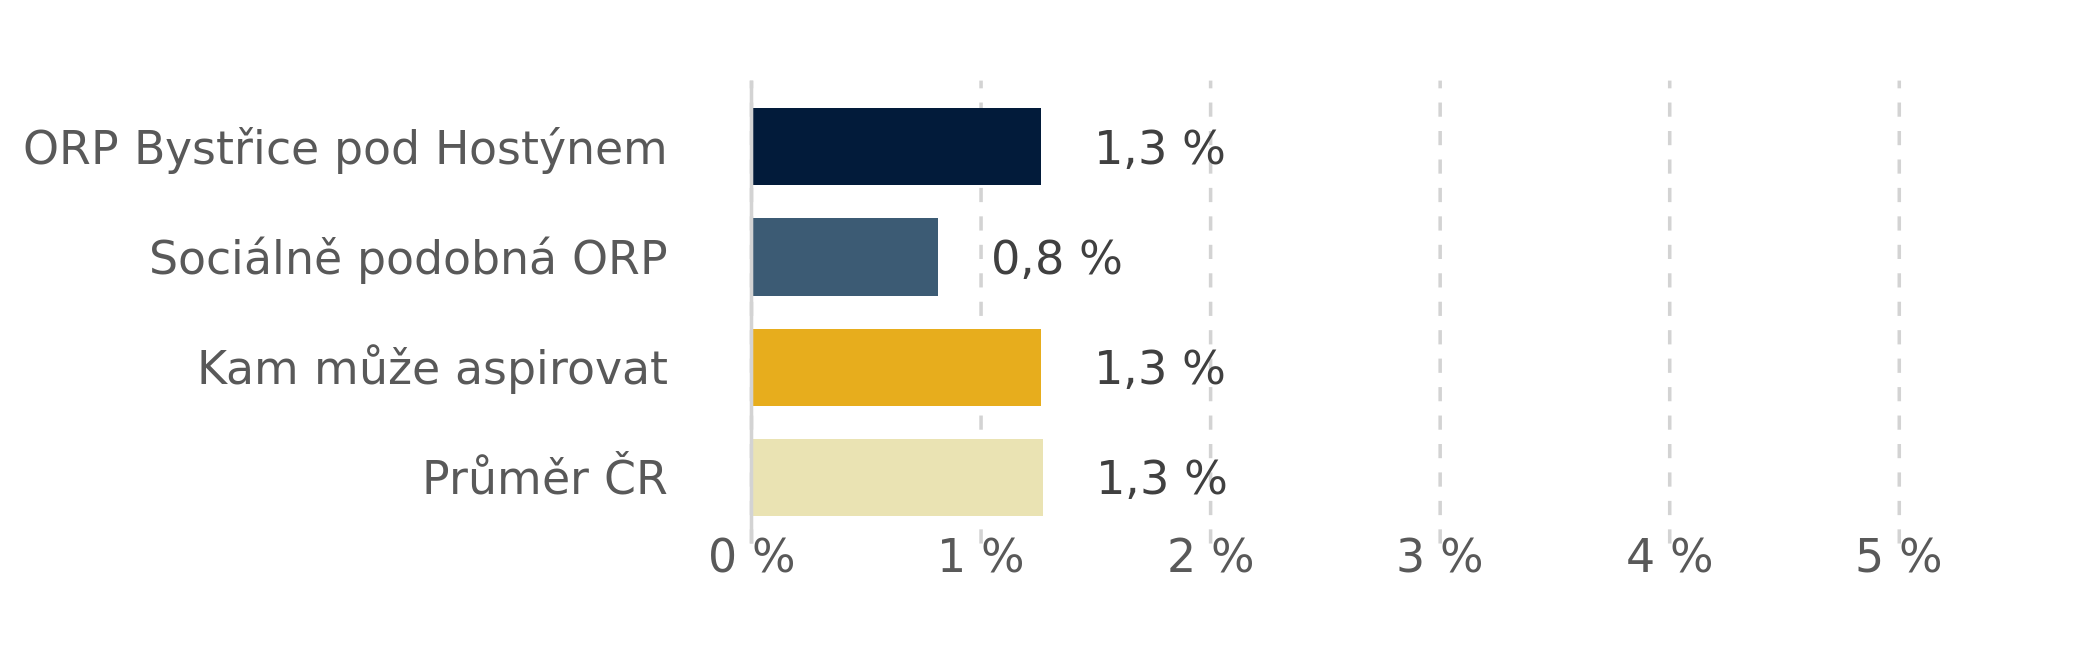 ORP Bystřice pod Hostýnem 1,3 %
Sociálně podobná ORP 0,8 %
Kam může aspirovat 1,3 %
Průměr ČR 1,3 %
0 % 1 % 2 % 3 % 4 % 5 %